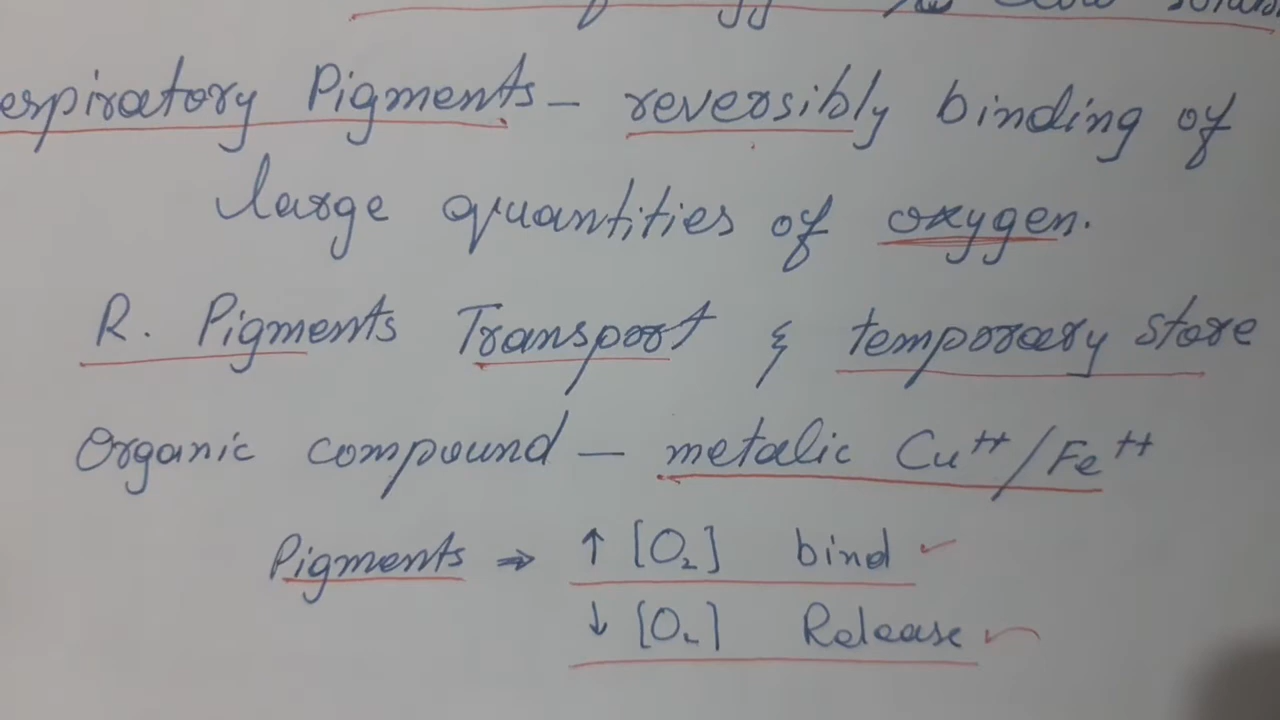 espiratory Pigments - reversibly binding of
large quantities of oxygen.
R. Pigments Transport & temporary store
Organic compound - metalic Cu++/Fe++
Pigments ⇒ ↑ [O₂] bind ✓
↓ [O₂] Release ✓